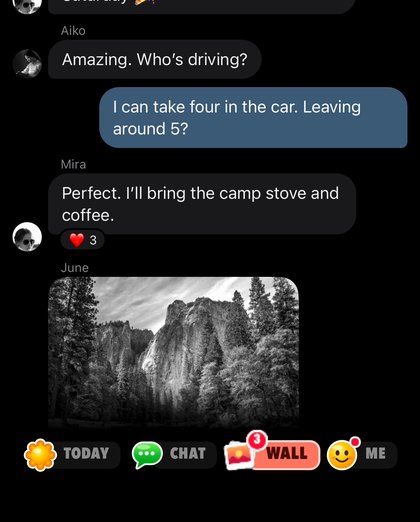 Saturday 🎉
Aiko
Amazing. Who’s driving?
I can take four in the car. Leaving
around 5?
Mira
Perfect. I’ll bring the camp stove and
coffee.
❤️ 3
June
3
TODAY CHAT WALL ME